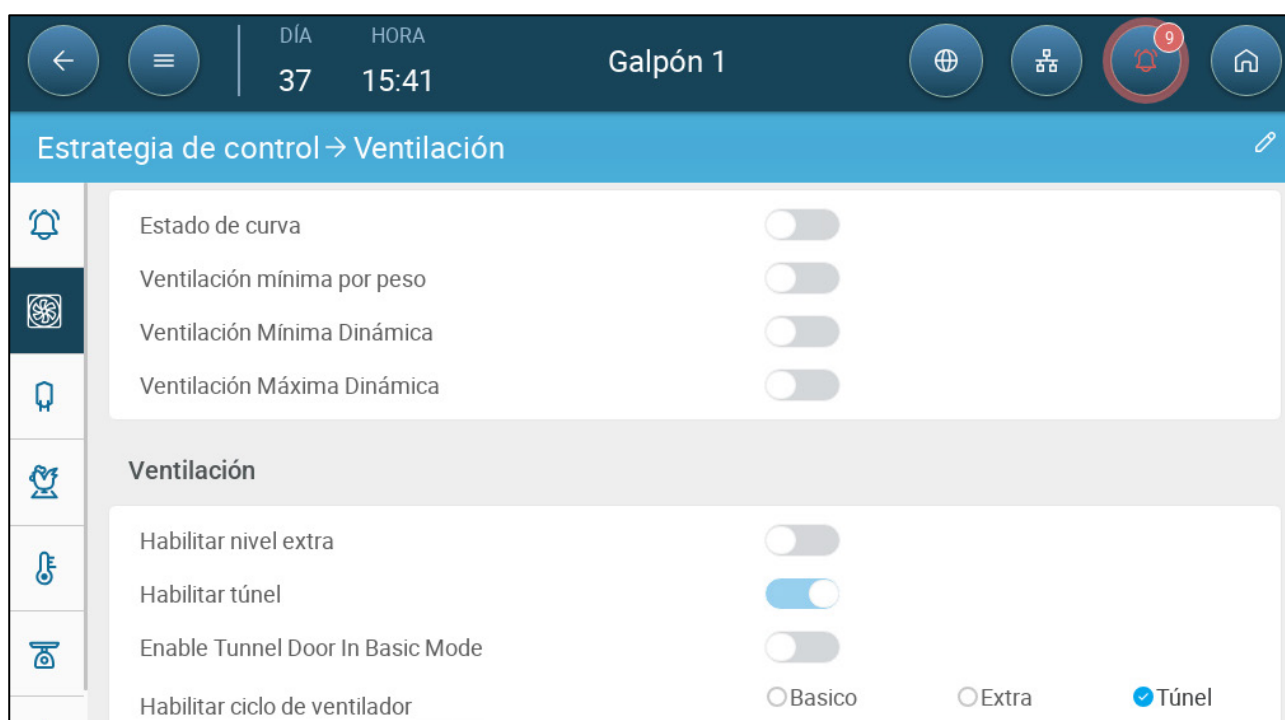 DÍA HORA
37 15:41
Galpón 1
9
Estrategia de control → Ventilación
Estado de curva
Ventilación mínima por peso
Ventilación Mínima Dinámica
Ventilación Máxima Dinámica
Ventilación
Habilitar nivel extra
Habilitar túnel
Enable Tunnel Door In Basic Mode
Habilitar ciclo de ventilador Basico Extra Túnel